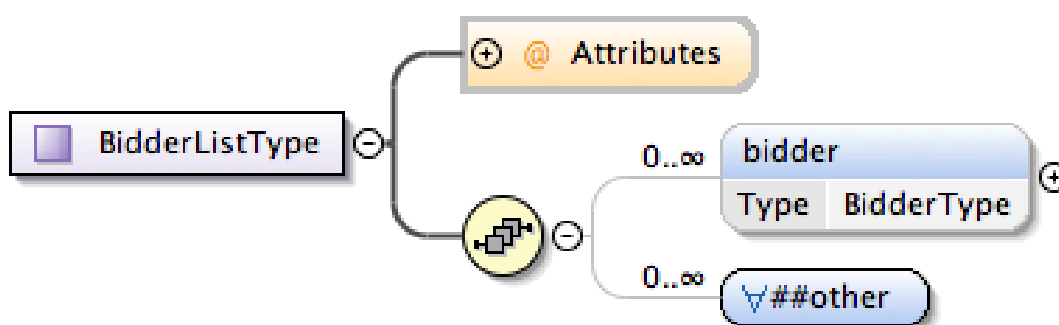 @ Attributes
BidderListType
0..∞ bidder
Type BidderType
0..∞ ∀##other